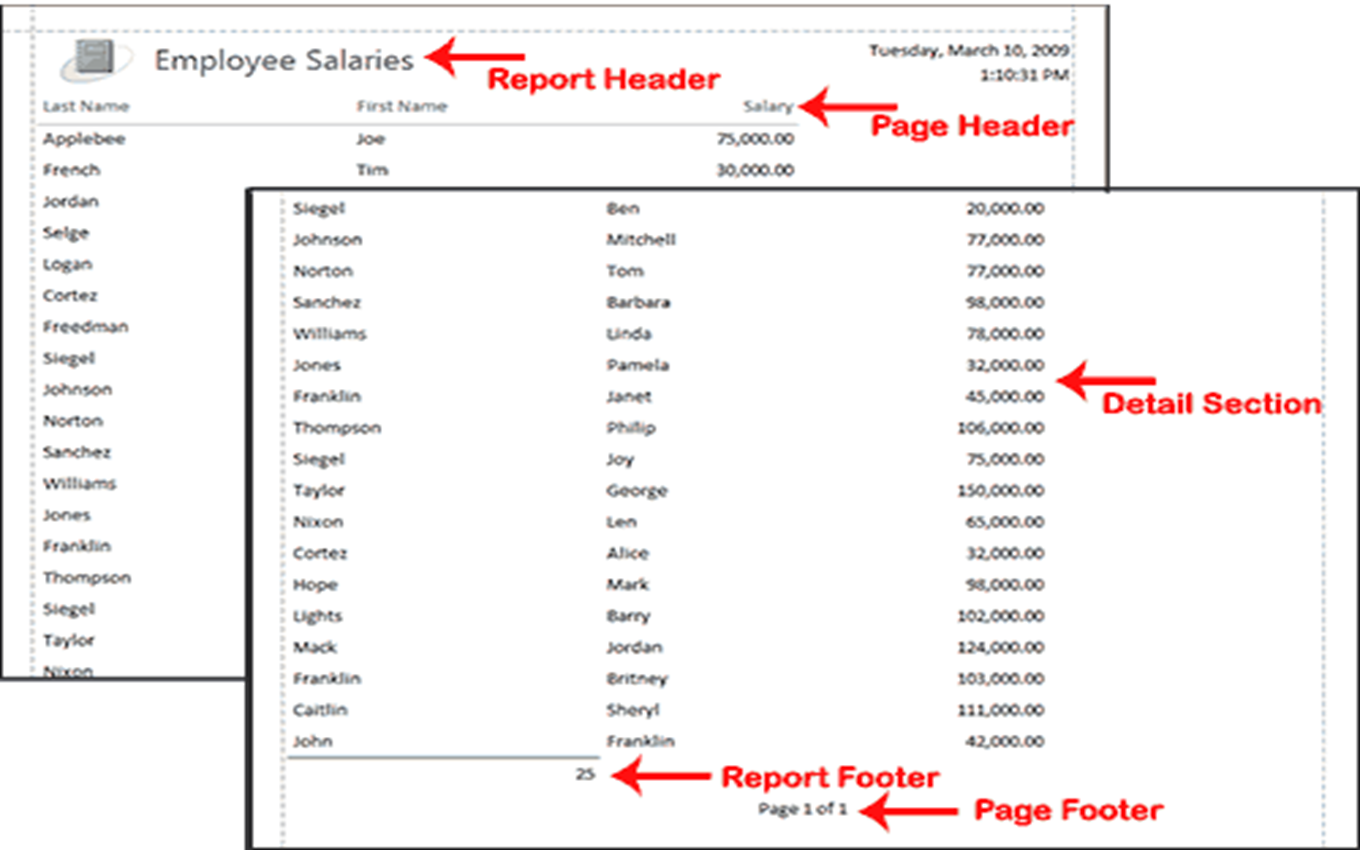 Employee Salaries
Report Header
Tuesday, March 10, 2009
1:10:31 PM
Last Name First Name Salary
Page Header
Applebee Joe 75,000.00
French Tim 30,000.00
Jordan
Selge
Logan
Cortez
Freedman
Siegel
Johnson
Norton
Sanchez
Williams
Jones
Franklin
Thompson
Siegel
Taylor
Nixon
Siegel Ben 20,000.00
Johnson Mitchell 77,000.00
Norton Tom 77,000.00
Sanchez Barbara 98,000.00
Williams Linda 78,000.00
Jones Pamela 32,000.00
Franklin Janet 45,000.00
Detail Section
Thompson Philip 106,000.00
Siegel Joy 75,000.00
Taylor George 150,000.00
Nixon Len 65,000.00
Cortez Alice 32,000.00
Hope Mark 98,000.00
Lights Barry 102,000.00
Mack Jordan 124,000.00
Franklin Britney 103,000.00
Caitlin Sheryl 111,000.00
John Franklin 42,000.00
25 Report Footer
Page 1 of 1 Page Footer